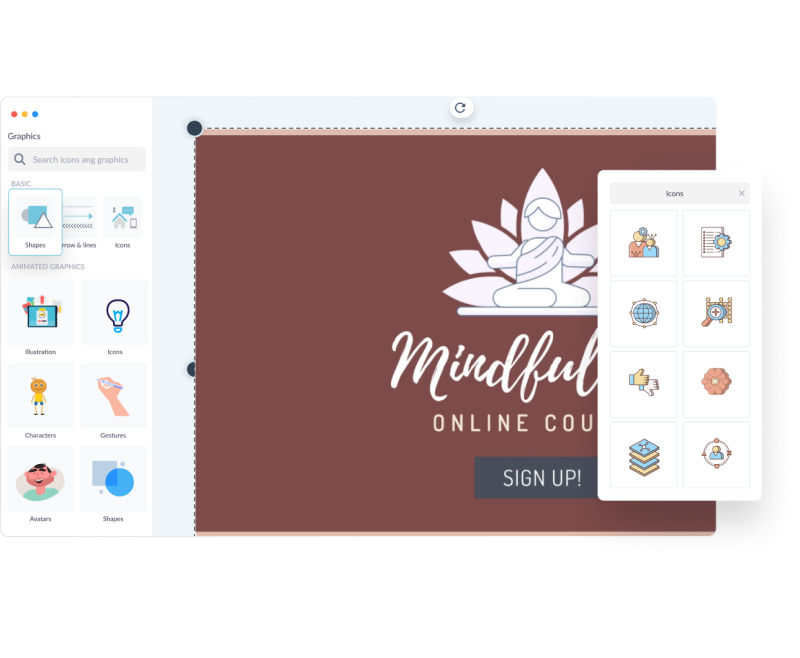 Graphics
Search icons ang graphics
BASIC
Shapes
rrow & lines
Icons
ANIMATED GRAPHICS
Illustration
Icons
Characters
Gestures
Avatars
Shapes
Mindful
ONLINE COU
SIGN UP!
Icons